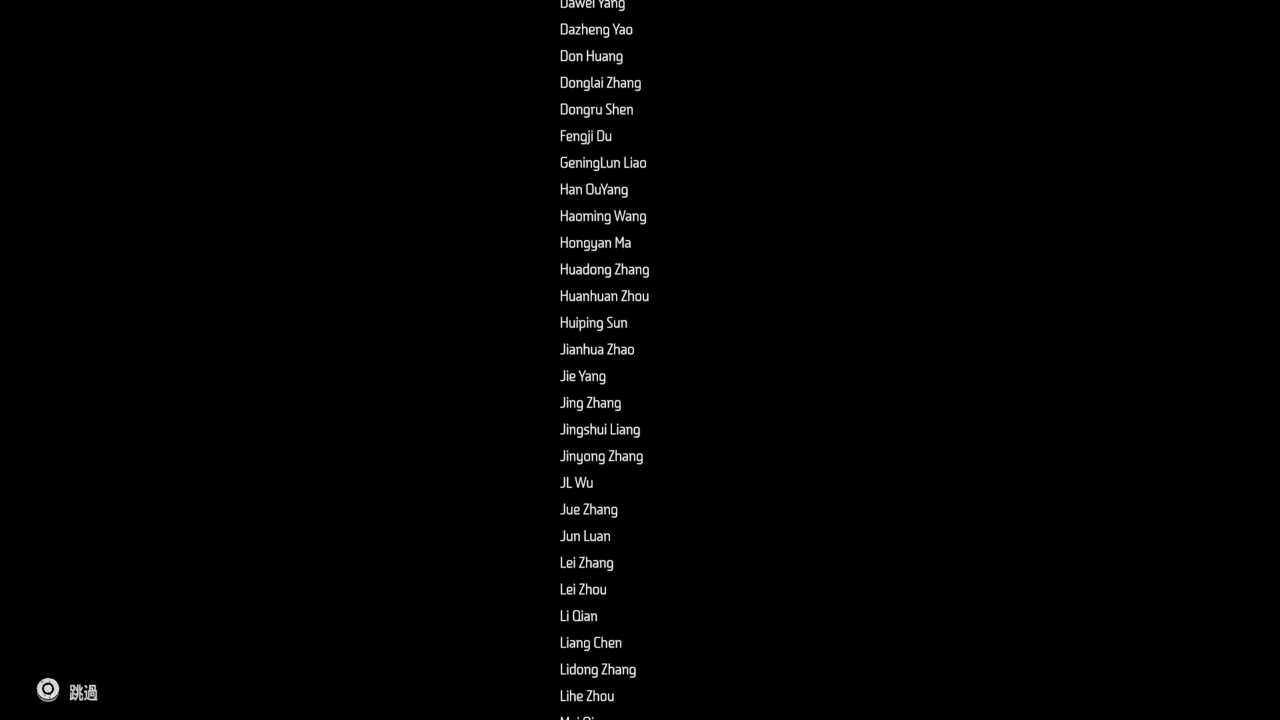 Dawei Yang
Dazheng Yao
Don Huang
Donglai Zhang
Dongru Shen
Fengji Du
GeningLun Liao
Han OuYang
Haoming Wang
Hongyan Ma
Huadong Zhang
Huanhuan Zhou
Huiping Sun
Jianhua Zhao
Jie Yang
Jing Zhang
Jingshui Liang
Jinyong Zhang
JL Wu
Jue Zhang
Jun Luan
Lei Zhang
Lei Zhou
Li Qian
Liang Chen
Lidong Zhang
Lihe Zhou
跳過